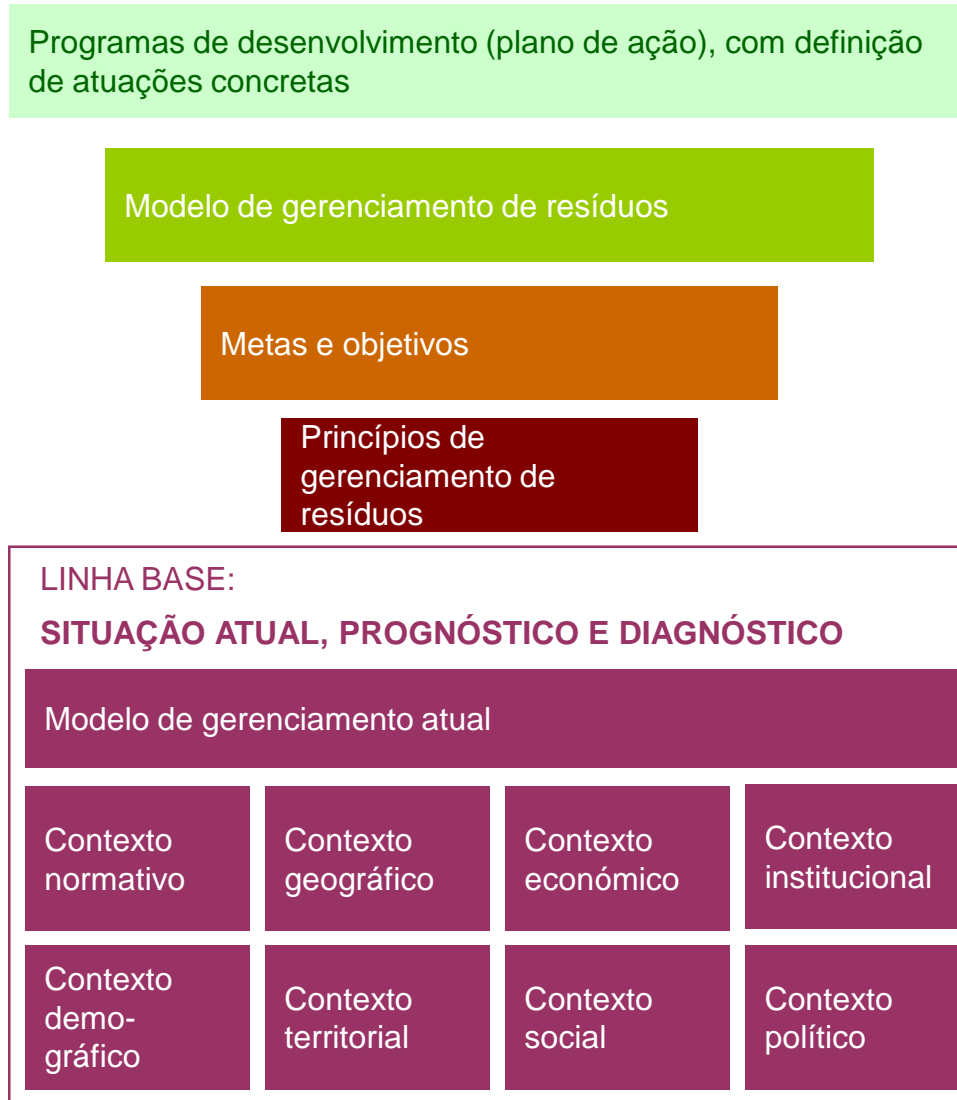 Programas de desenvolvimento (plano de ação), com definição
de atuações concretas
Modelo de gerenciamento de resíduos
Metas e objetivos
Princípios de
gerenciamento de
resíduos
LINHA BASE:
SITUAÇÃO ATUAL, PROGNÓSTICO E DIAGNÓSTICO
Modelo de gerenciamento atual
Contexto
normativo
Contexto
geográfico
Contexto
económico
Contexto
institucional
Contexto
demo-
gráfico
Contexto
territorial
Contexto
social
Contexto
político